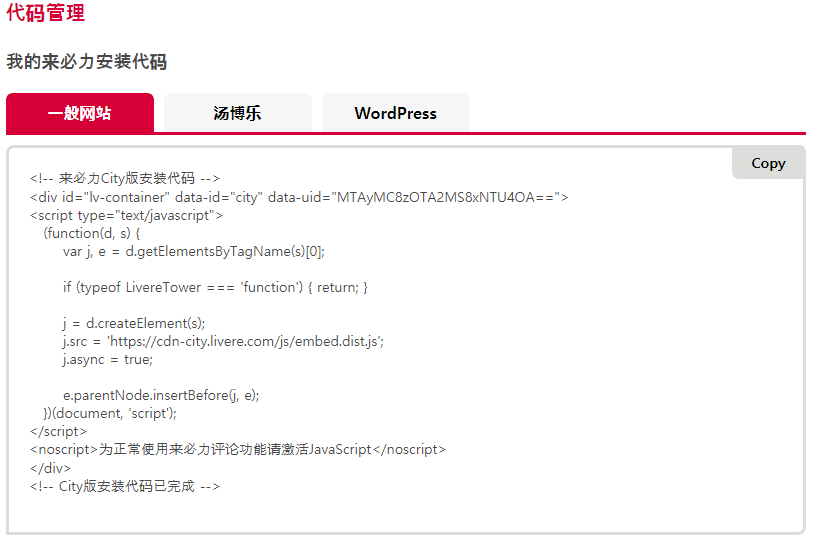 代码管理
我的来必力安装代码
一般网站 汤博乐 WordPress
Copy
<!-- 来必力City版安装代码 -->
<div id="lv-container" data-id="city" data-uid="MTAyMC8zOTA2MS8xNTU4OA==">
<script type="text/javascript">
(function(d, s) {
var j, e = d.getElementsByTagName(s)[0];
if (typeof LivereTower === 'function') { return; }
j = d.createElement(s);
j.src = 'https://cdn-city.livere.com/js/embed.dist.js';
j.async = true;
e.parentNode.insertBefore(j, e);
})(document, 'script');
</script>
<noscript>为正常使用来必力评论功能请激活JavaScript</noscript>
</div>
<!-- City版安装代码已完成 -->